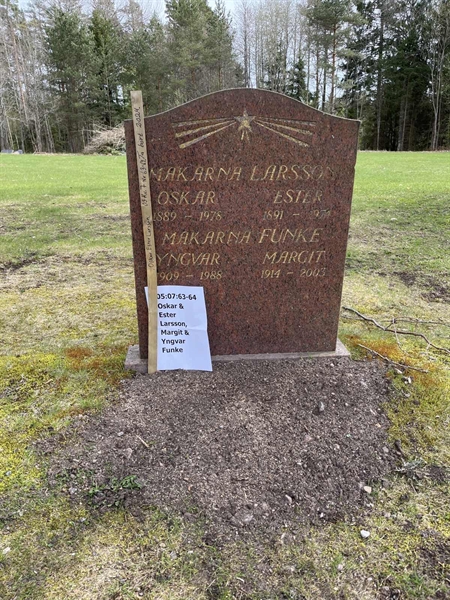 MAKARNA LARSSON
OSKAR ESTER
1889 - 1978 1891 - 1974
MAKARNA FUNKE
YNGVAR MARGIT
1909 - 1988 1914 - 2003
05:07:63-64
Oskar &
Ester
Larsson,
Margit &
Yngvar
Funke